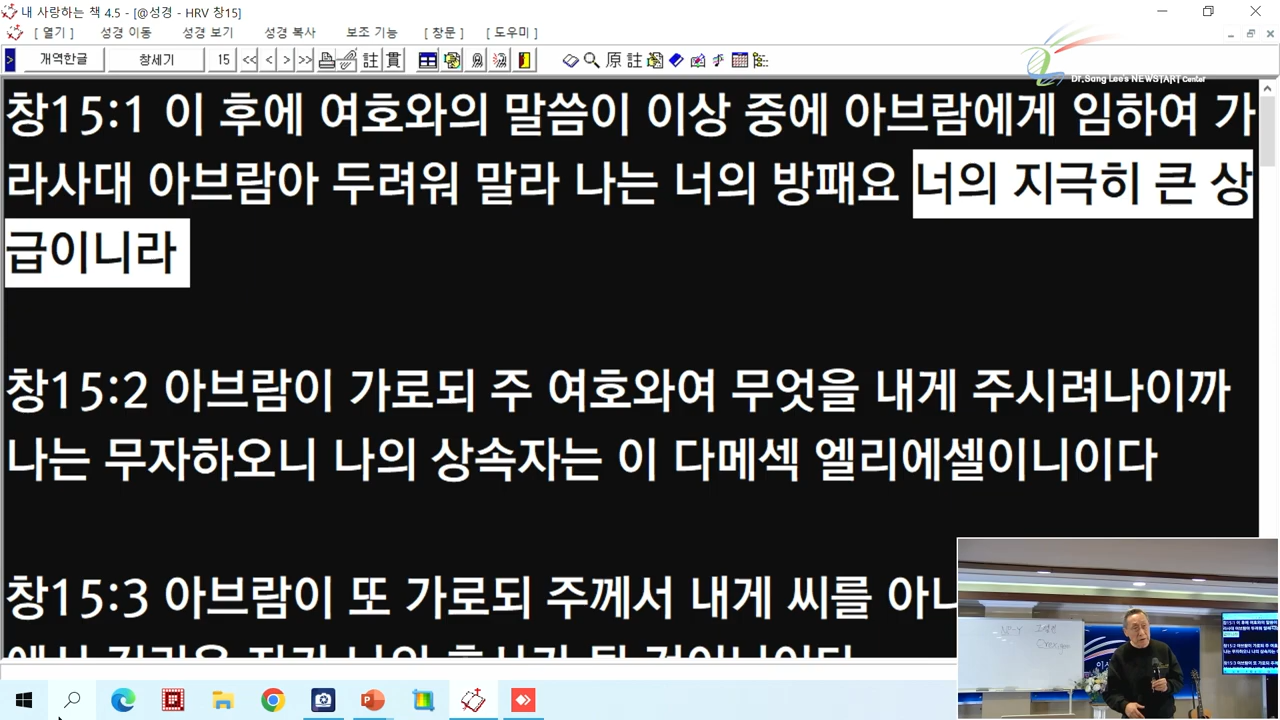 내 사랑하는 책 4.5 - [@성경 - HRV 창15]
[ 열기 ] 성경 이동 성경 보기 성경 복사 보조 기능 [ 창문 ] [ 도우미 ]
개역한글 창세기 15 << < > >> 註 貫 原 註
Dr.Sang Lee's NEWSTART Center
창15:1 이 후에 여호와의 말씀이 이상 중에 아브람에게 임하여 가
라사대 아브람아 두려워 말라 나는 너의 방패요 너의 지극히 큰 상
급이니라
창15:2 아브람이 가로되 주 여호와여 무엇을 내게 주시려나이까
나는 무자하오니 나의 상속자는 이 다메섹 엘리에셀이니이다
창15:3 아브람이 또 가로되 주께서 내게 씨를 아니